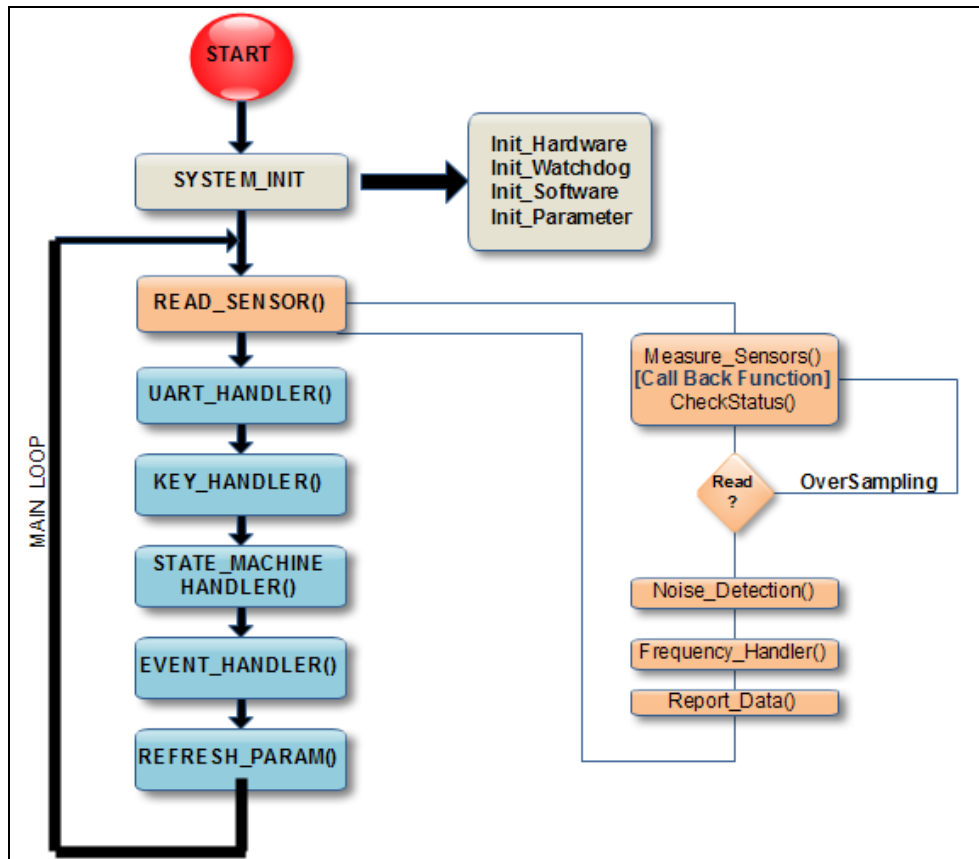 START
SYSTEM_INIT
Init_Hardware
Init_Watchdog
Init_Software
Init_Parameter
READ_SENSOR()
UART_HANDLER()
KEY_HANDLER()
STATE_MACHINE
HANDLER()
EVENT_HANDLER()
REFRESH_PARAM()
MAIN LOOP
Measure_Sensors()
[Call Back Function]
CheckStatus()
Read
?
OverSampling
Noise_Detection()
Frequency_Handler()
Report_Data()